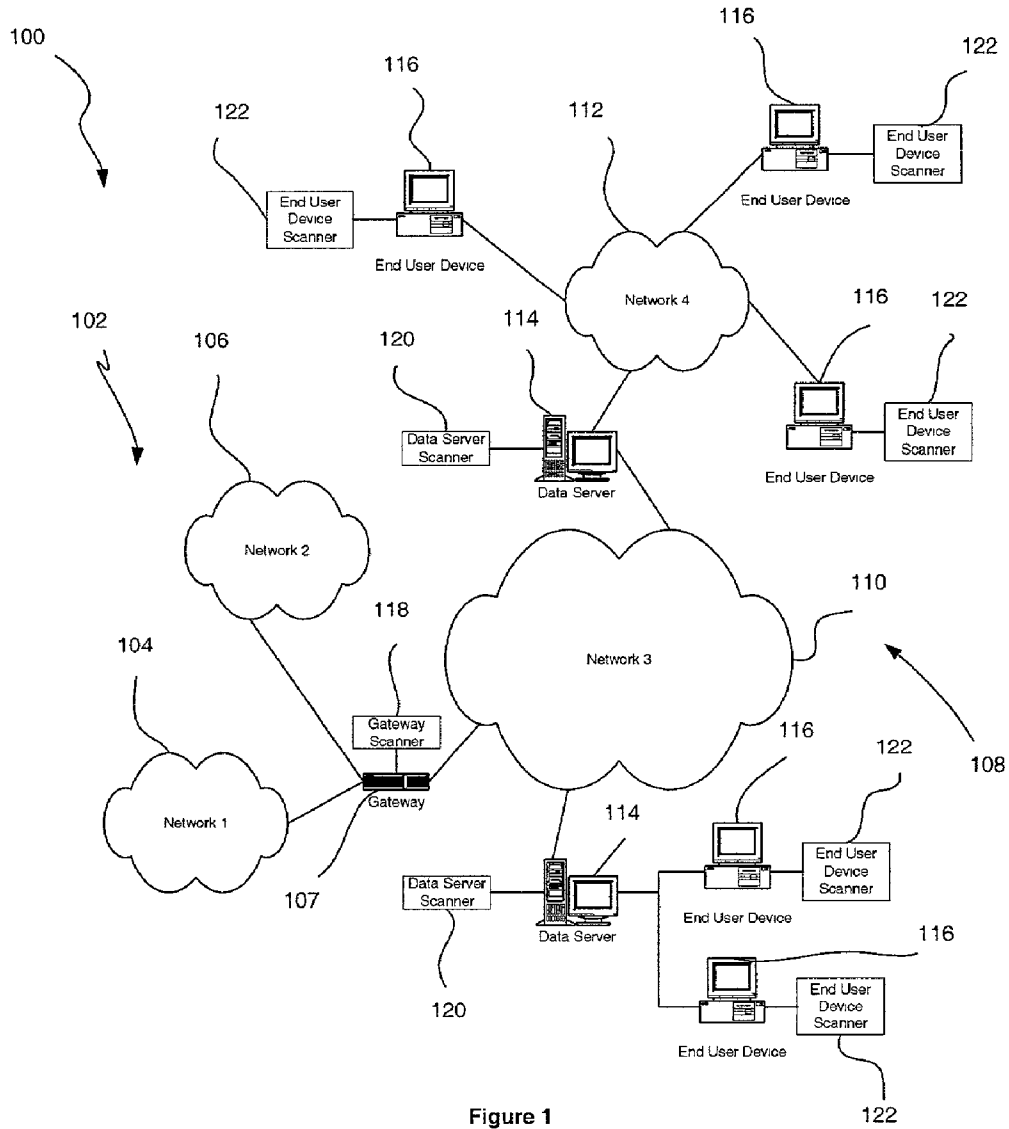 116
100
122
116
112
122
End User
Device
Scanner
End User Device
End User
Device
Scanner
End User Device
Network 4
116
122
102
114
106
120
End User
Device
Scanner
Data Server
Scanner
End User Device
Data Server
Network 2
110
118
Network 3
104
Gateway
Scanner
116
122
108
Gateway
114
Network 1
End User
Device
Scanner
107
Data Server
Scanner
End User Device
Data Server
116
120
End User
Device
Scanner
End User Device
122
Figure 1